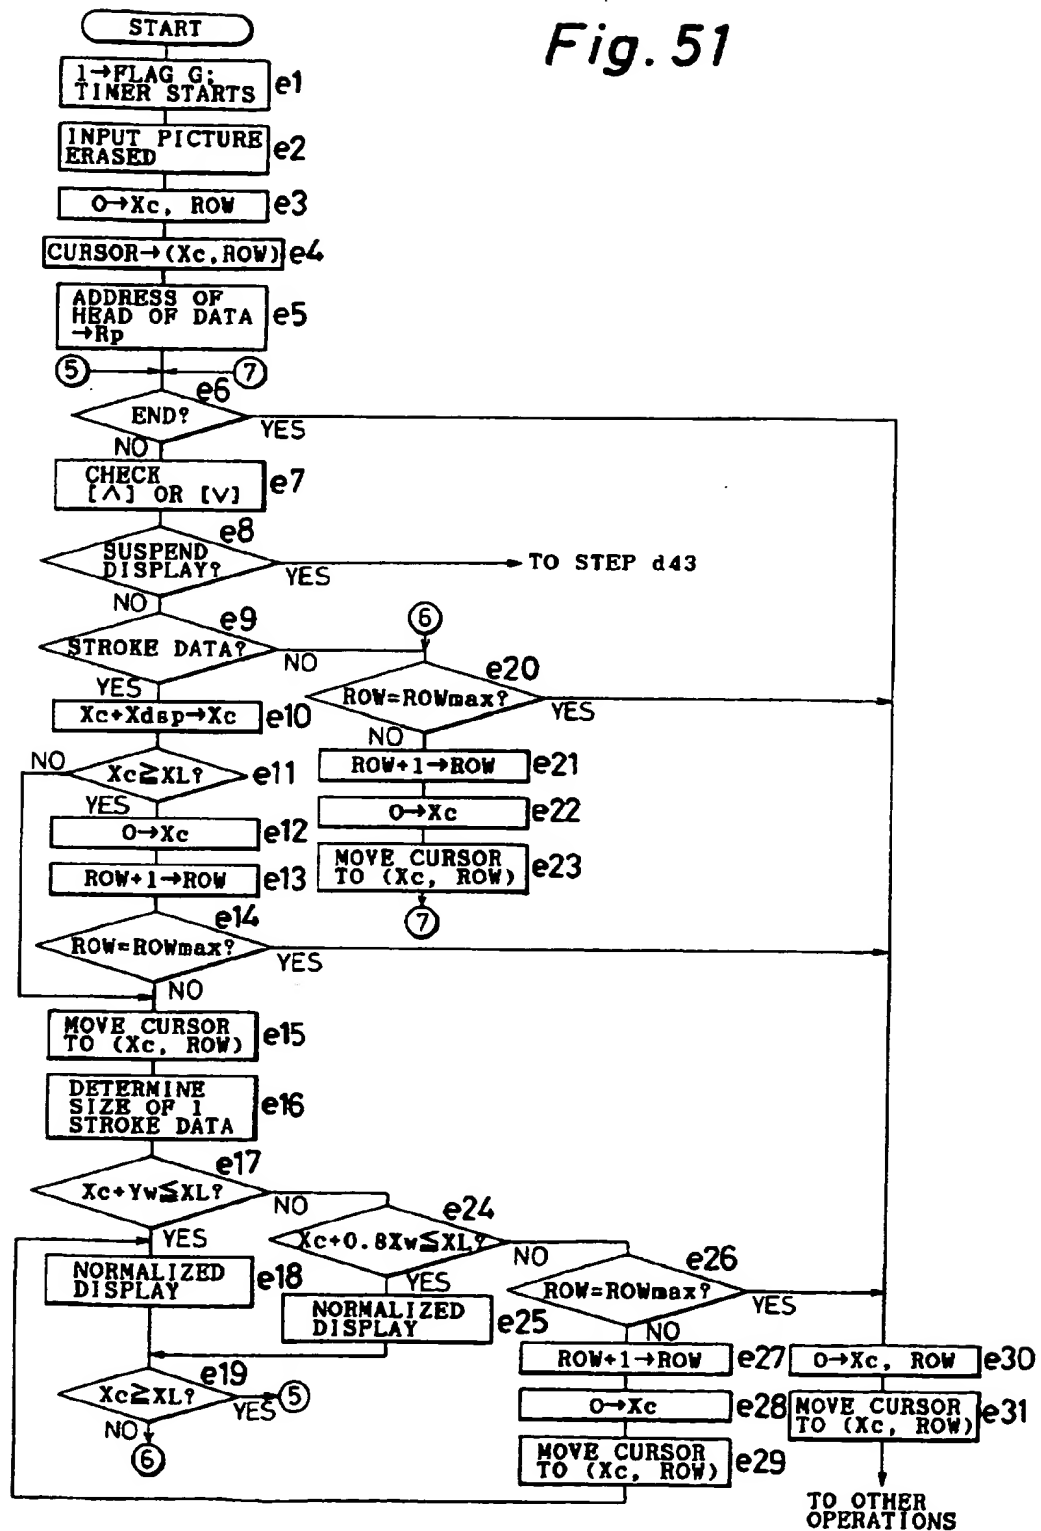 Fig. 51
START
1→FLAG G;
TIMER STARTS
e1
INPUT PICTURE
ERASED
e2
0→Xc, ROW
e3
CURSOR→(Xc,ROW)
e4
ADDRESS OF
HEAD OF DATA
→Rp
e5
5
7
e6
END?
YES
NO
CHECK
[∧] OR [∨]
e7
e8
SUSPEND
DISPLAY?
YES
TO STEP d43
NO
e9
STROKE DATA?
NO
YES
6
e20
ROW=ROWmax?
YES
NO
Xc+Xdsp→Xc
e10
ROW+1→ROW
e21
NO
Xc≧XL?
e11
YES
0→Xc
e22
0→Xc
e12
MOVE CURSOR
TO (Xc, ROW)
e23
ROW+1→ROW
e13
7
e14
ROW=ROWmax?
YES
NO
MOVE CURSOR
TO (Xc, ROW)
e15
DETERMINE
SIZE OF 1
STROKE DATA
e16
e17
Xc+Yw≦XL?
NO
YES
e24
Xc+0.8Xw≦XL?
NO
YES
e26
ROW=ROWmax?
YES
NO
NORMALIZED
DISPLAY
e18
NORMALIZED
DISPLAY
e25
ROW+1→ROW
e27
0→Xc, ROW
e30
e19
Xc≧XL?
YES
5
NO
6
0→Xc
e28
MOVE CURSOR
TO (Xc, ROW)
e31
MOVE CURSOR
TO (Xc, ROW)
e29
TO OTHER
OPERATIONS